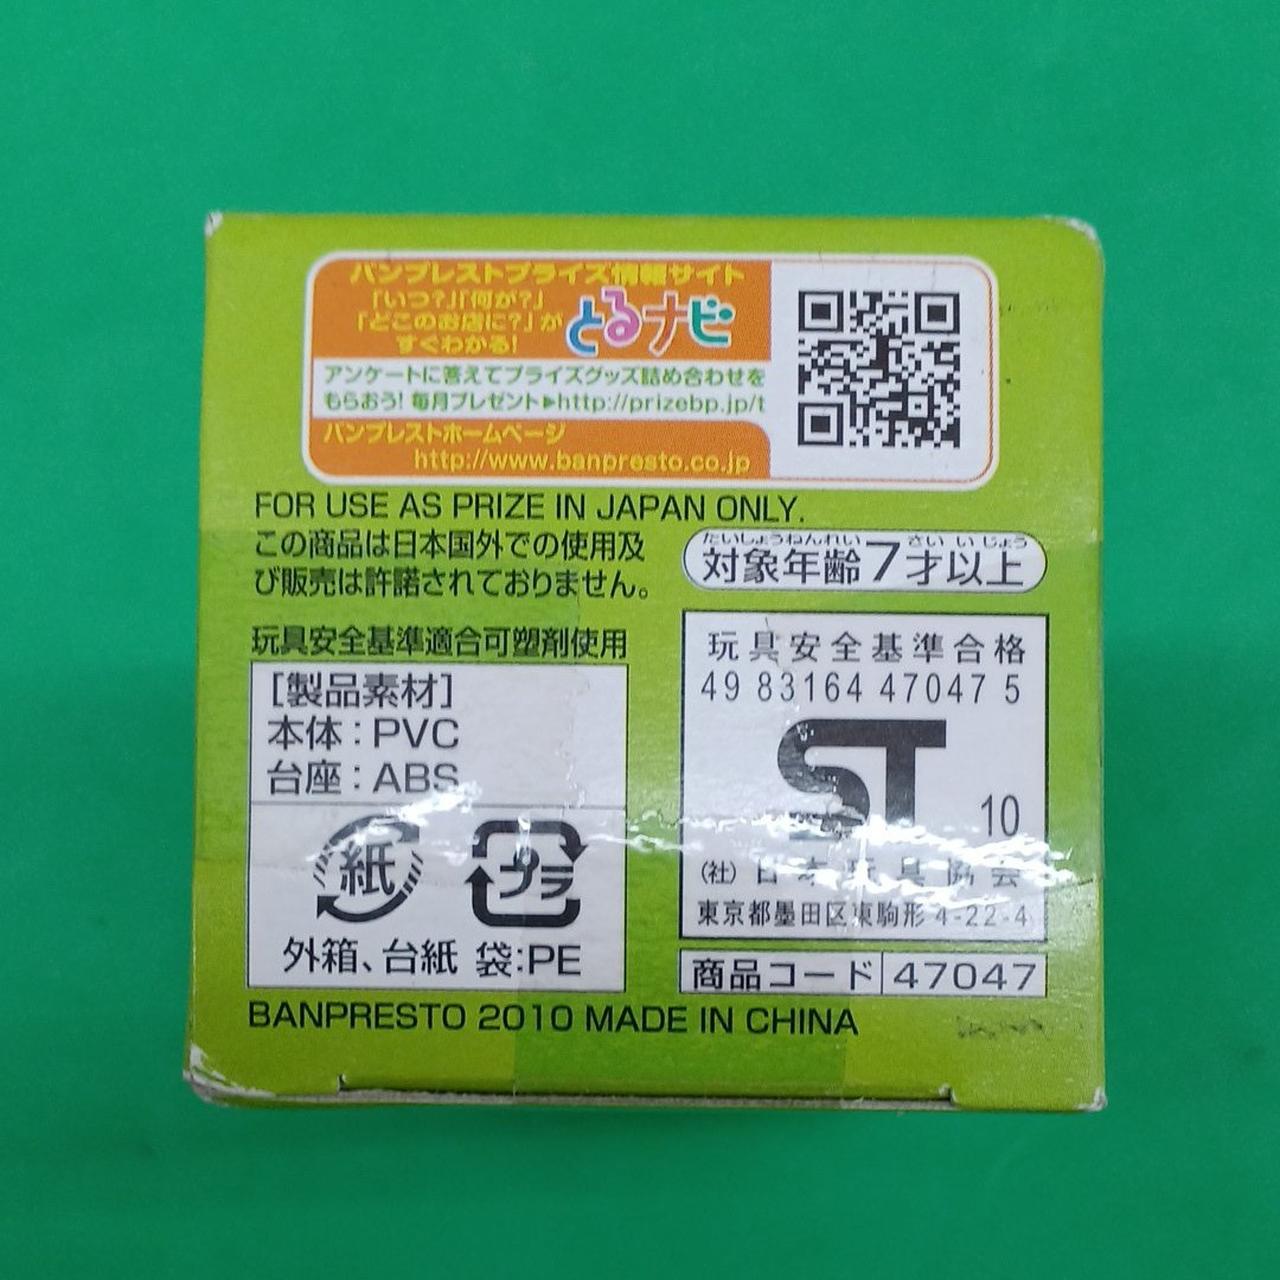 バンプレストプライズ情報サイト
「いつ?」「何が?」
「どこのお店に?」が
すぐわかる!
とるナビ
アンケートに答えてプライズグッズ詰め合わせを
もらおう! 毎月プレゼント▶http://prizebp.jp/t
バンプレストホームページ
http://www.banpresto.co.jp
FOR USE AS PRIZE IN JAPAN ONLY.
この商品は日本国外での使用及
び販売は許諾されておりません。
たいしょうねんれい さい いじょう
対象年齢7才以上
玩具安全基準適合可塑剤使用
[製品素材]
本体:PVC
台座:ABS
紙
プラ
外箱、台紙 袋:PE
玩具安全基準合格
49 83164 47047 5
ST
10
(社)日本玩具協会
東京都墨田区東駒形4-22-4
商品コード 47047
BANPRESTO 2010 MADE IN CHINA